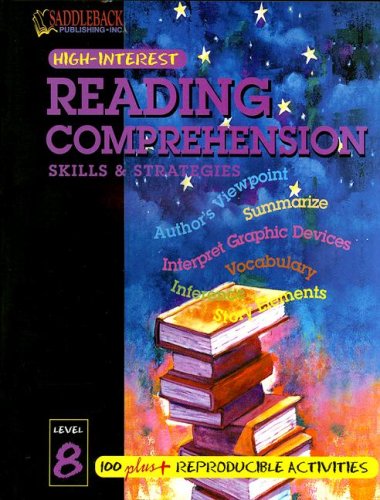 SADDLEBACK
PUBLISHING, INC.
HIGH-INTEREST
READING
COMPREHENSION
SKILLS & STRATEGIES
Author's Viewpoint
Summarize
Interpret Graphic Devices
Vocabulary
Inference
Story Elements
LEVEL
8
100 plus+ REPRODUCIBLE ACTIVITIES